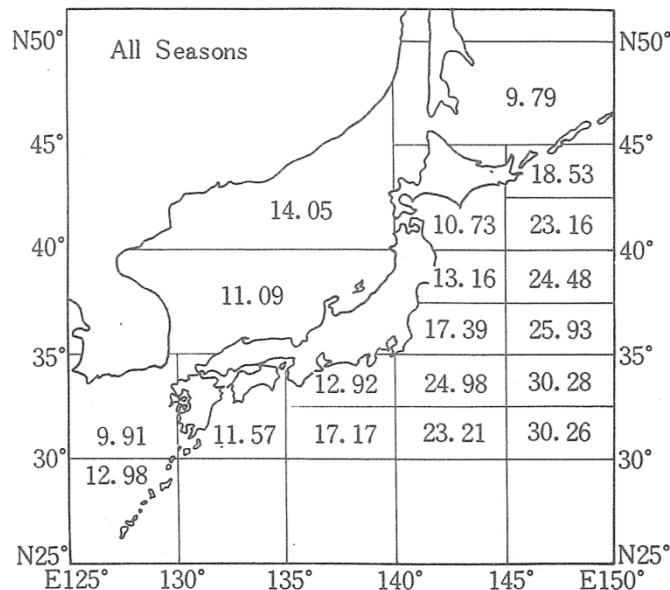 N50° N50°
All Seasons
9.79
45° 45°
18.53
14.05 10.73 23.16
40° 40°
13.16 24.48
11.09
17.39 25.93
35° 35°
12.92 24.98 30.28
9.91 11.57 17.17 23.21 30.26
30° 30°
12.98
N25° N25°
E125° 130° 135° 140° 145° E150°